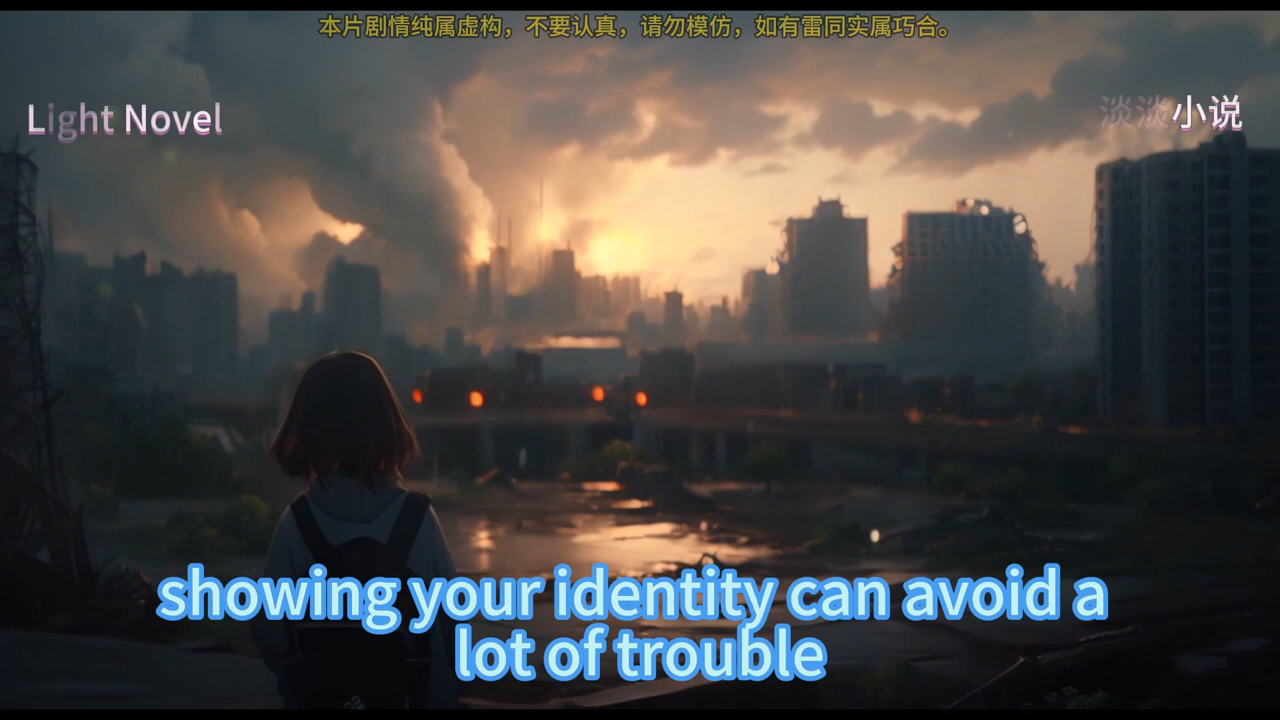 本片剧情纯属虚构，不要认真，请勿模仿，如有雷同实属巧合。
Light Novel
淡淡小说
showing your identity can avoid a
lot of trouble